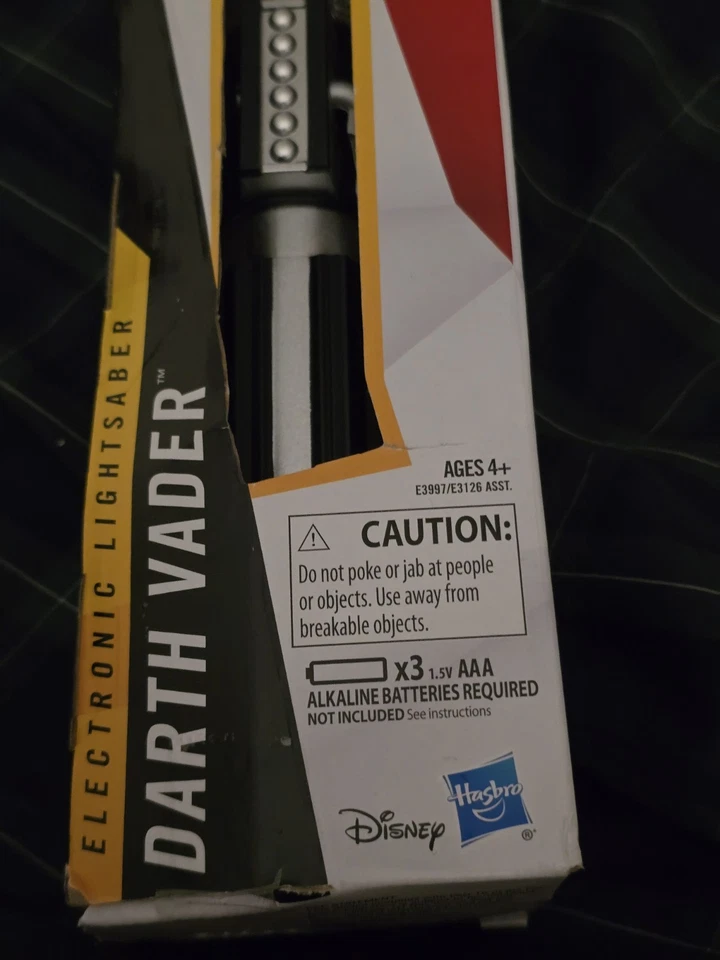 ELECTRONIC LIGHTSABER
DARTH VADER™
AGES 4+
E3997/E3126 ASST.
⚠ CAUTION:
Do not poke or jab at people
or objects. Use away from
breakable objects.
x3 1.5V AAA
ALKALINE BATTERIES REQUIRED
NOT INCLUDED See instructions
Disney
Hasbro
®*